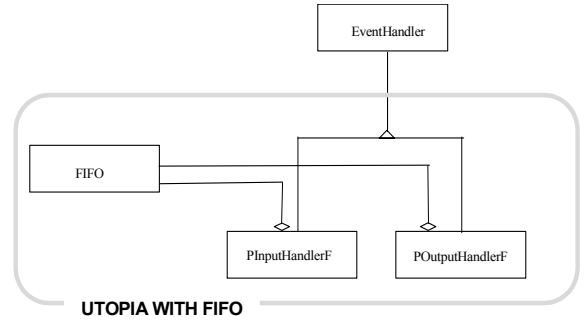 EventHandler
FIFO
PInputHandlerF
POutputHandlerF
UTOPIA WITH FIFO